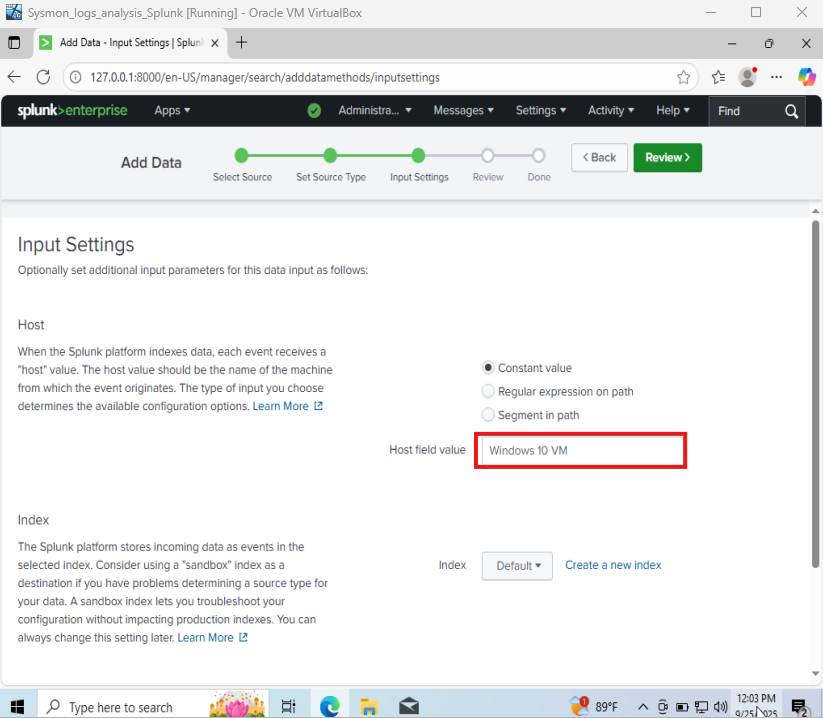 Sysmon_logs_analysis_Splunk [Running] - Oracle VM VirtualBox
Add Data - Input Settings | Splun
127.0.0.1:8000/en-US/manager/search/adddatamethods/inputsettings
splunk>enterprise Apps Administra... Messages Settings Activity Help Find
Add Data
Select Source Set Source Type Input Settings Review Done
< Back Review >
Input Settings
Optionally set additional input parameters for this data input as follows:
Host
When the Splunk platform indexes data, each event receives a
"host" value. The host value should be the name of the machine
from which the event originates. The type of input you choose
determines the available configuration options. Learn More
Constant value
Regular expression on path
Segment in path
Host field value Windows 10 VM
Index
The Splunk platform stores incoming data as events in the
selected index. Consider using a "sandbox" index as a
destination if you have problems determining a source type for
your data. A sandbox index lets you troubleshoot your
configuration without impacting production indexes. You can
always change this setting later. Learn More
Index Default Create a new index
Type here to search
1
89°F
12:03 PM
9/25/2025
2